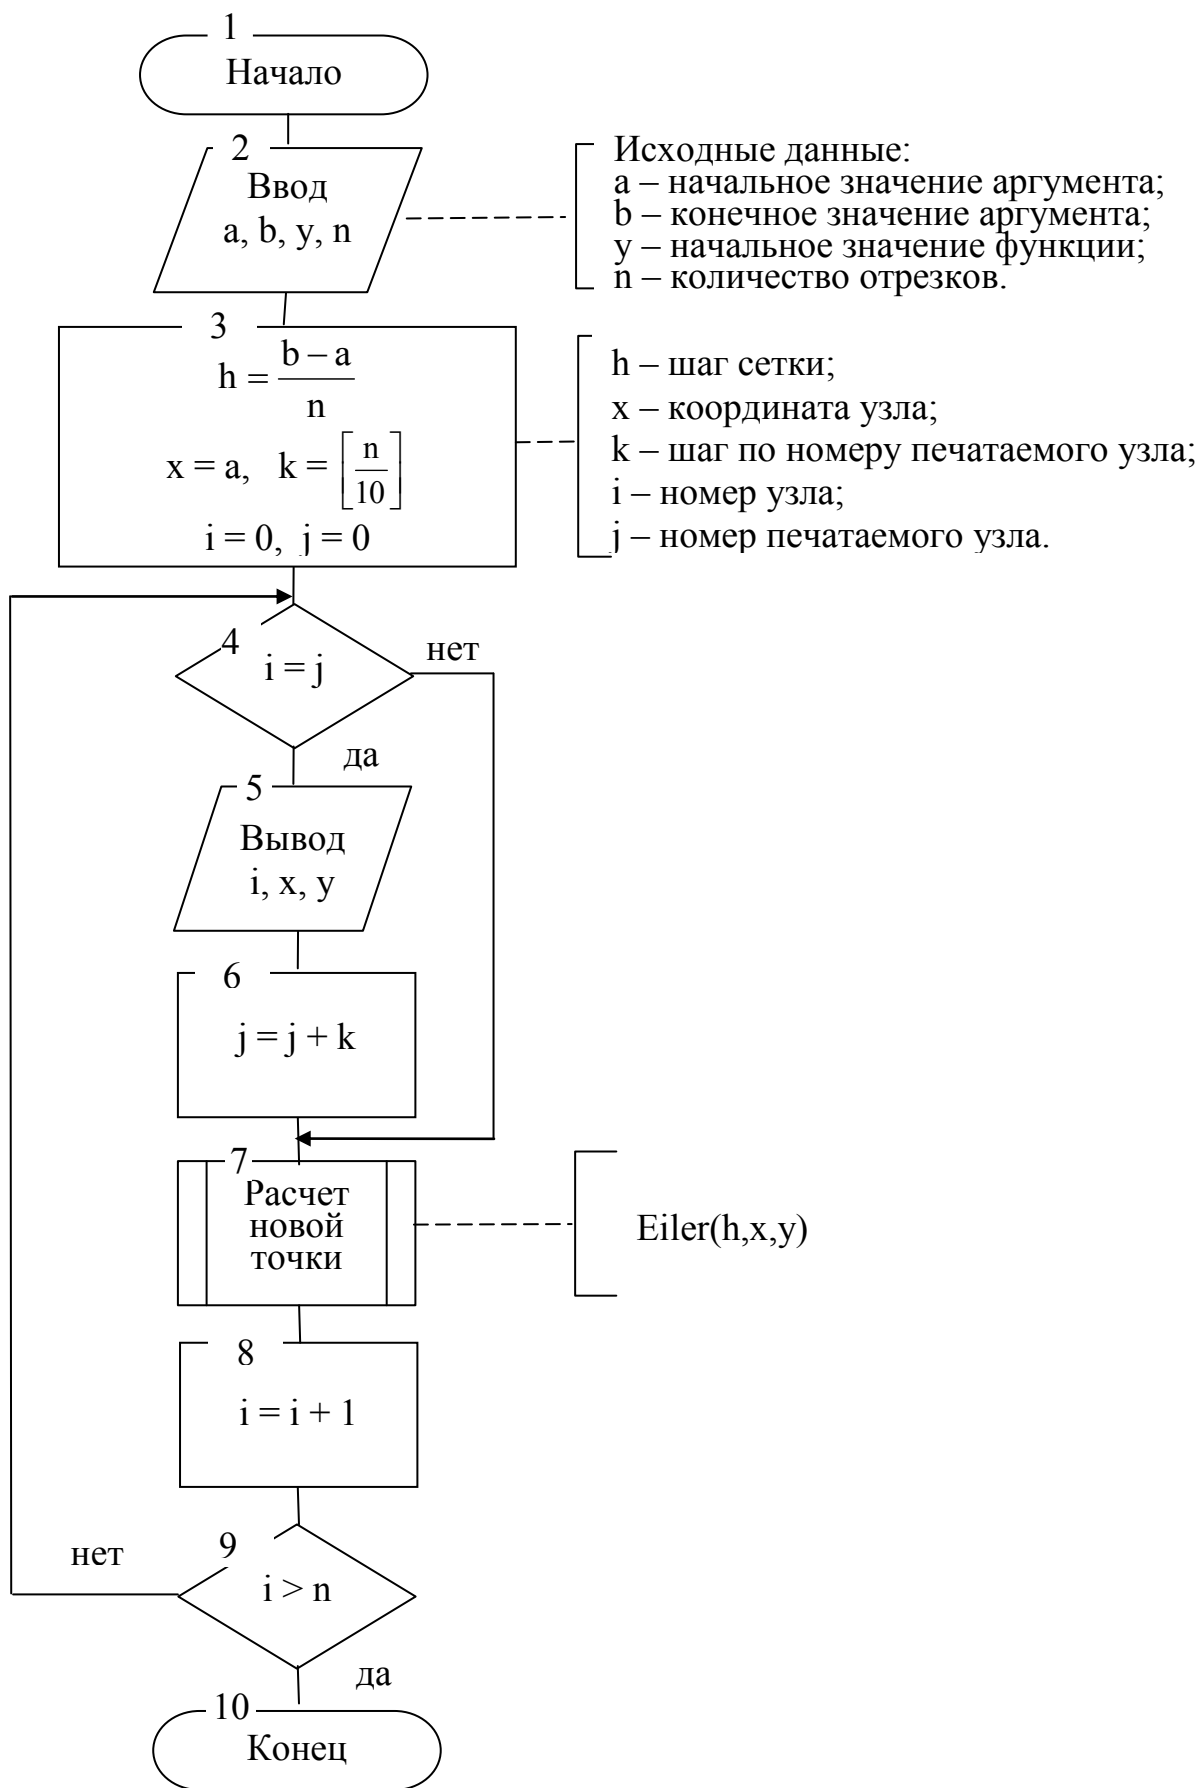 1
Начало
2
Ввод
a, b, y, n
Исходные данные:
a – начальное значение аргумента;
b – конечное значение аргумента;
y – начальное значение функции;
n – количество отрезков.
3
h = \frac{b – a}{n}
x = a, k = [\frac{n}{10}]
i = 0, j = 0
h – шаг сетки;
x – координата узла;
k – шаг по номеру печатаемого узла;
i – номер узла;
j – номер печатаемого узла.
4
i = j
нет
да
5
Вывод
i, x, y
6
j = j + k
7
Расчет
новой
точки
Eiler(h,x,y)
8
i = i + 1
9
i > n
нет
да
10
Конец